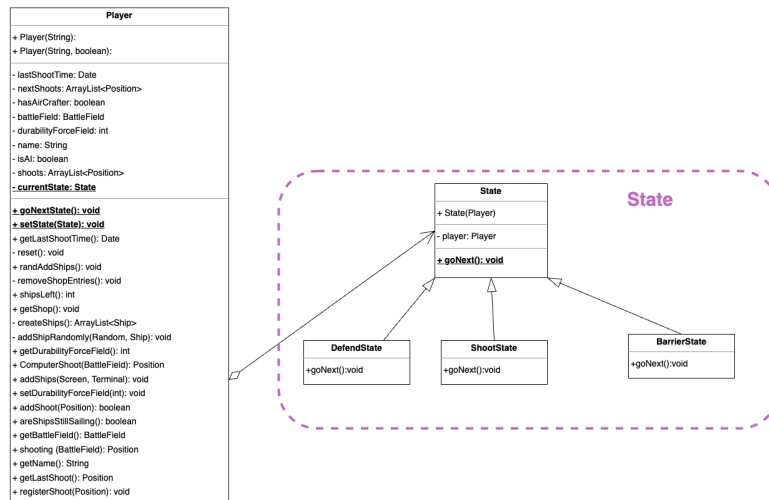 Player
+ Player(String):
+ Player(String, boolean):
- lastShootTime: Date
- nextShoots: ArrayList<Position>
- hasAirCrafter: boolean
- battleField: BattleField
- durabilityForceField: int
- name: String
- isAI: boolean
- shoots: ArrayList<Position>
- currentState: State
+ goNextState(): void
+ setState(State): void
+ getLastShootTime(): Date
- reset(): void
+ randAddShips(): void
- removeShopEntries(): void
+ shipsLeft(): int
+ getShop(): void
- createShips(): ArrayList<Ship>
- addShipRandomly(Random, Ship): void
+ getDurabilityForceField(): int
+ ComputerShoot(BattleField): Position
+ addShips(Screen, Terminal): void
+ setDurabilityForceField(int): void
+ addShoot(Position): boolean
+ areShipsStillSailing(): boolean
+ getBattleField(): BattleField
+ shooting (BattleField): Position
+ getName(): String
+ getLastShoot(): Position
+ registerShoot(Position): void
State
State
+ State(Player)
- player: Player
+ goNext(): void
DefendState
+goNext():void
ShootState
+goNext():void
BarrierState
+goNext():void